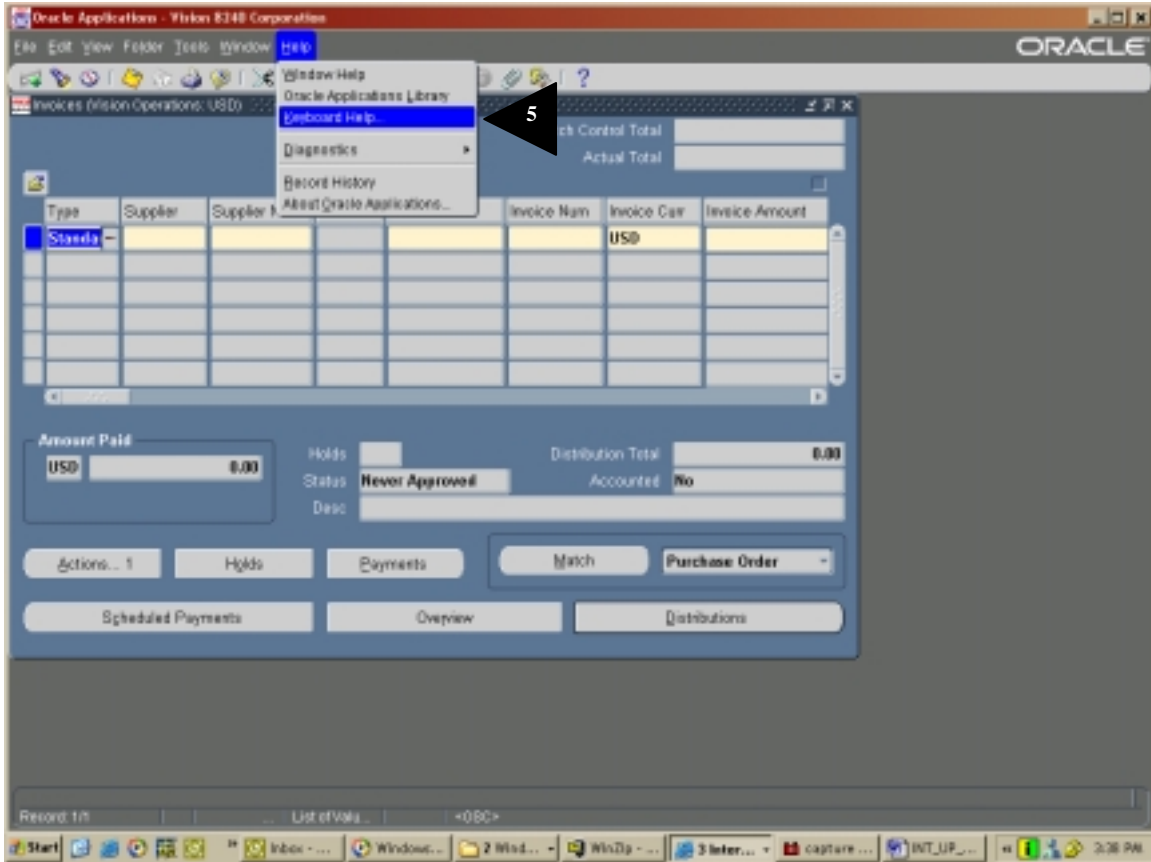 Oracle Applications - Vision 8240 Corporation
File Edit View Folder Tools Window Help
ORACLE
Window Help
Oracle Applications Library
Keyboard Help...
Diagnostics
Record History
About Oracle Applications...
5
Invoices (Vision Operations: USD)
Control Total
Actual Total
Type Supplier Supplier Invoice Num Invoice Curr Invoice Amount
Standa USD
Amount Paid
USD 0.00
Holds
Distribution Total 0.00
Status Never Approved
Accounted No
Desc
Actions... 1 Holds Payments Match Purchase Order
Scheduled Payments Overview Distributions
Record: 1/1 ... List of Valu... <OSC>
Start Inbox - ... Windows... 2 Wind... WinZip - ... 3 Inter... capture ... INT_UP_... 3:38 PM